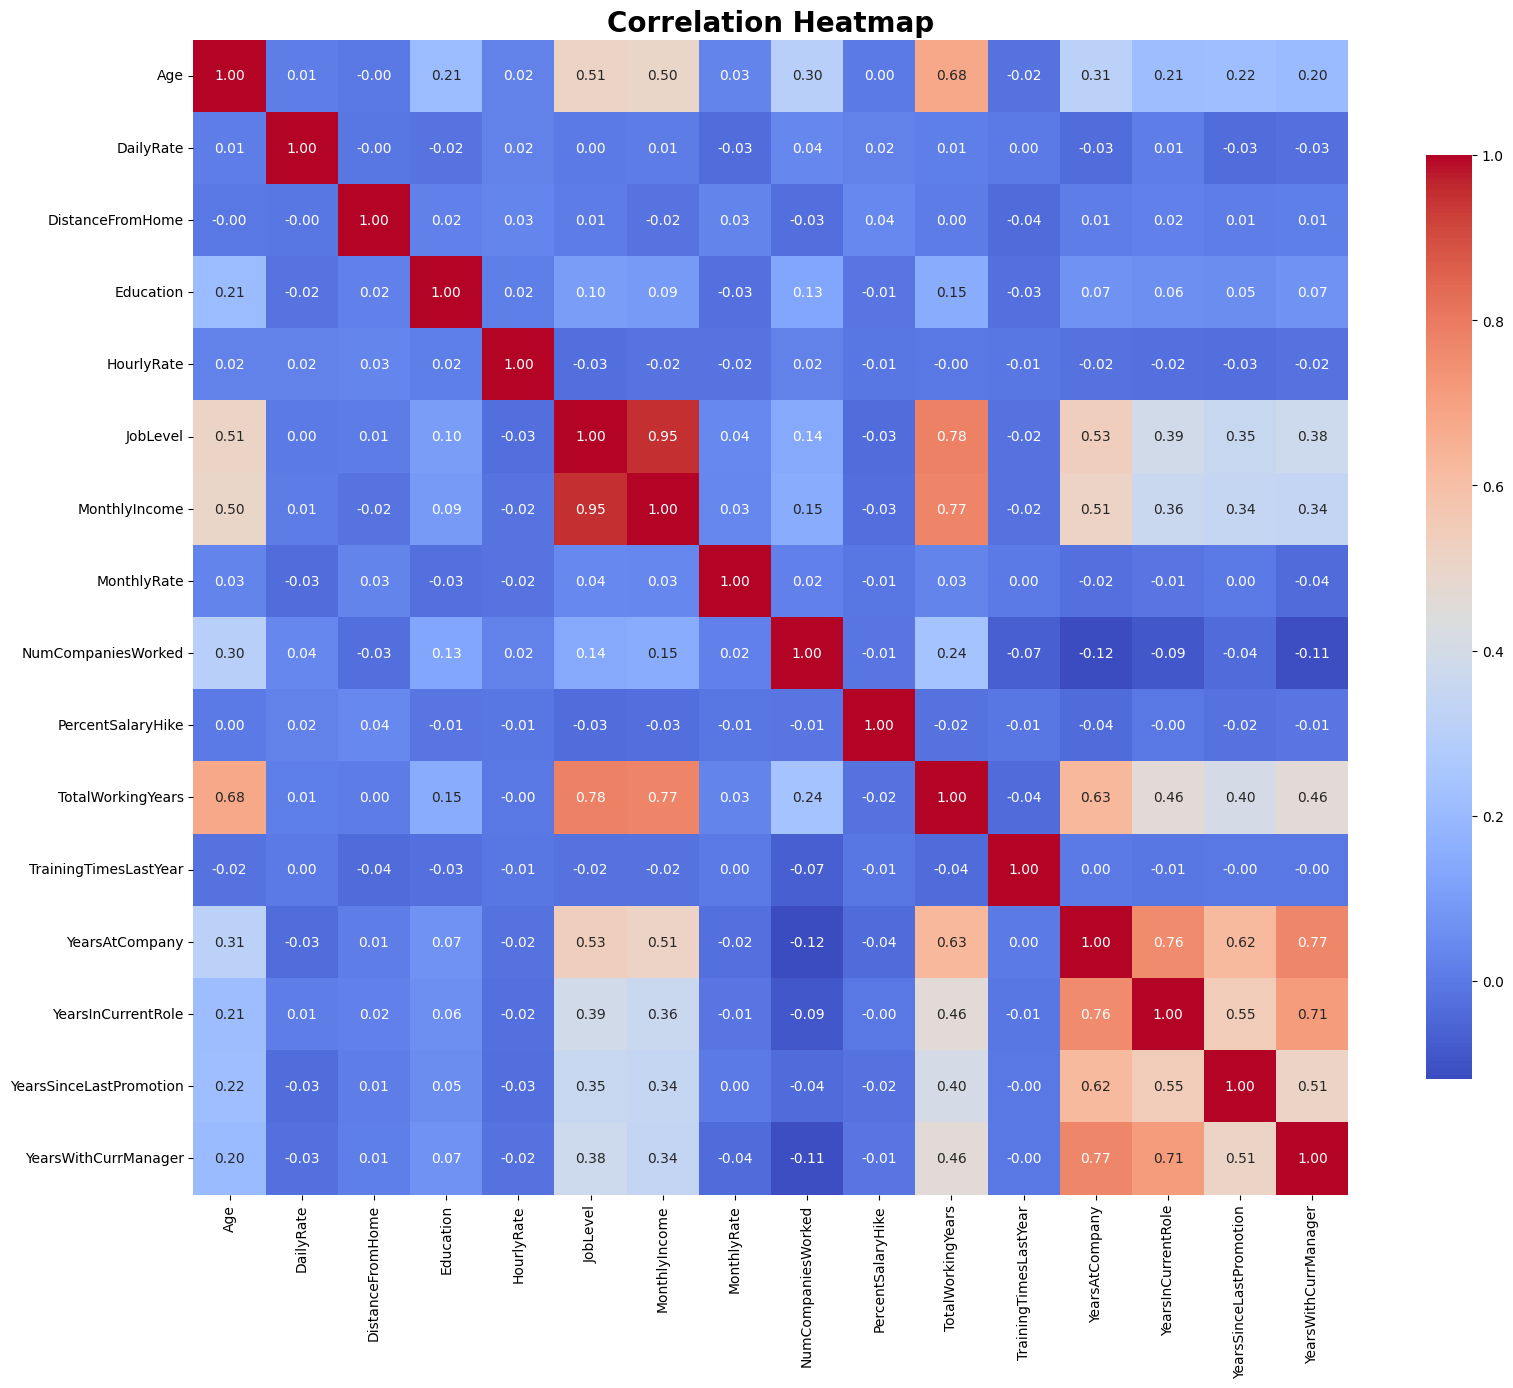 Correlation Heatmap
Age 1.00 0.01 -0.00 0.21 0.02 0.51 0.50 0.03 0.30 0.00 0.68 -0.02 0.31 0.21 0.22 0.20
DailyRate 0.01 1.00 -0.00 -0.02 0.02 0.00 0.01 -0.03 0.04 0.02 0.01 0.00 -0.03 0.01 -0.03 -0.03
1.0
DistanceFromHome -0.00 -0.00 1.00 0.02 0.03 0.01 -0.02 0.03 -0.03 0.04 0.00 -0.04 0.01 0.02 0.01 0.01
Education 0.21 -0.02 0.02 1.00 0.02 0.10 0.09 -0.03 0.13 -0.01 0.15 -0.03 0.07 0.06 0.05 0.07
0.8
HourlyRate 0.02 0.02 0.03 0.02 1.00 -0.03 -0.02 -0.02 0.02 -0.01 -0.00 -0.01 -0.02 -0.02 -0.03 -0.02
JobLevel 0.51 0.00 0.01 0.10 -0.03 1.00 0.95 0.04 0.14 -0.03 0.78 -0.02 0.53 0.39 0.35 0.38
0.6
MonthlyIncome 0.50 0.01 -0.02 0.09 -0.02 0.95 1.00 0.03 0.15 -0.03 0.77 -0.02 0.51 0.36 0.34 0.34
MonthlyRate 0.03 -0.03 0.03 -0.03 -0.02 0.04 0.03 1.00 0.02 -0.01 0.03 0.00 -0.02 -0.01 0.00 -0.04
NumCompaniesWorked 0.30 0.04 -0.03 0.13 0.02 0.14 0.15 0.02 1.00 -0.01 0.24 -0.07 -0.12 -0.09 -0.04 -0.11
0.4
PercentSalaryHike 0.00 0.02 0.04 -0.01 -0.01 -0.03 -0.03 -0.01 -0.01 1.00 -0.02 -0.01 -0.04 -0.00 -0.02 -0.01
TotalWorkingYears 0.68 0.01 0.00 0.15 -0.00 0.78 0.77 0.03 0.24 -0.02 1.00 -0.04 0.63 0.46 0.40 0.46
0.2
TrainingTimesLastYear -0.02 0.00 -0.04 -0.03 -0.01 -0.02 -0.02 0.00 -0.07 -0.01 -0.04 1.00 0.00 -0.01 -0.00 -0.00
YearsAtCompany 0.31 -0.03 0.01 0.07 -0.02 0.53 0.51 -0.02 -0.12 -0.04 0.63 0.00 1.00 0.76 0.62 0.77
0.0
YearsInCurrentRole 0.21 0.01 0.02 0.06 -0.02 0.39 0.36 -0.01 -0.09 -0.00 0.46 -0.01 0.76 1.00 0.55 0.71
YearsSinceLastPromotion 0.22 -0.03 0.01 0.05 -0.03 0.35 0.34 0.00 -0.04 -0.02 0.40 -0.00 0.62 0.55 1.00 0.51
YearsWithCurrManager 0.20 -0.03 0.01 0.07 -0.02 0.38 0.34 -0.04 -0.11 -0.01 0.46 -0.00 0.77 0.71 0.51 1.00
Age
DailyRate
DistanceFromHome
Education
HourlyRate
JobLevel
MonthlyIncome
MonthlyRate
NumCompaniesWorked
PercentSalaryHike
TotalWorkingYears
TrainingTimesLastYear
YearsAtCompany
YearsInCurrentRole
YearsSinceLastPromotion
YearsWithCurrManager